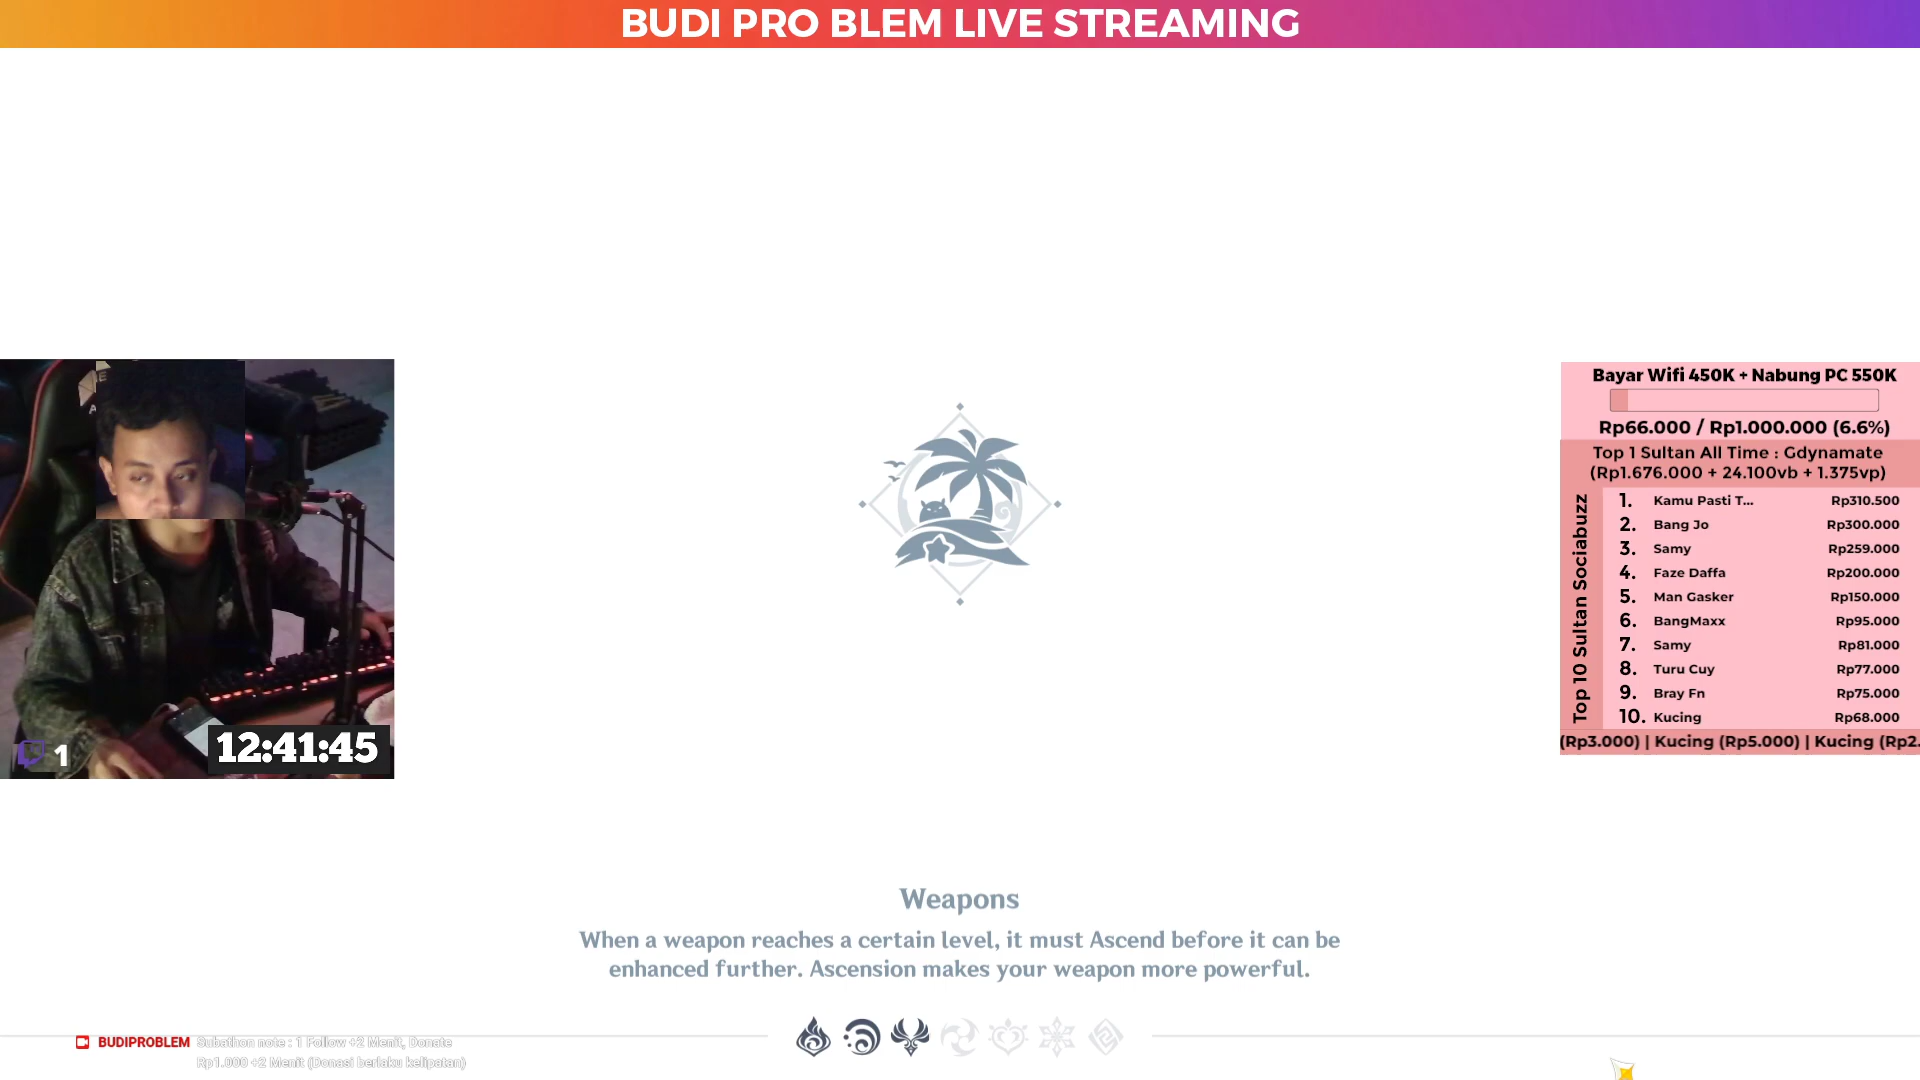 BUDI PRO BLEM LIVE STREAMING
12:41:45
1
Bayar Wifi 450K + Nabung PC 550K
Rp66.000 / Rp1.000.000 (6.6%)
Top 1 Sultan All Time : Gdynamate
(Rp1.676.000 + 24.100vb + 1.375vp)
Top 10 Sultan Sociabuzz
1. Kamu Pasti T... Rp310.500
2. Bang Jo Rp300.000
3. Samy Rp259.000
4. Faze Daffa Rp200.000
5. Man Gasker Rp150.000
6. BangMaxx Rp95.000
7. Samy Rp81.000
8. Turu Cuy Rp77.000
9. Bray Fn Rp75.000
10. Kucing Rp68.000
(Rp3.000) | Kucing (Rp5.000) | Kucing (Rp2.
Weapons
When a weapon reaches a certain level, it must Ascend before it can be
enhanced further. Ascension makes your weapon more powerful.
BUDIPROBLEM Subathon note : 1 Follow +2 Menit, Donate
Rp1.000 +2 Menit (Donasi berlaku kelipatan)